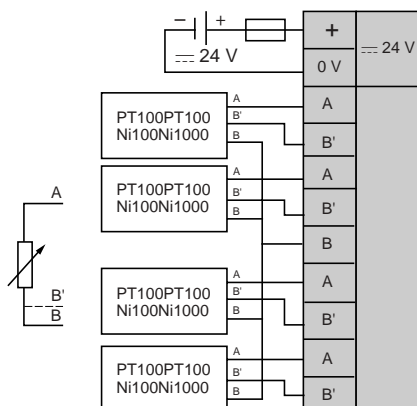 − + +
⎓ 24 V
0 V
⎓ 24 V
PT100PT100
Ni100Ni1000
A
B'
B
A
B'
PT100PT100
Ni100Ni1000
A
B'
B
A
B'
B
A
B'
B
PT100PT100
Ni100Ni1000
A
B'
B
A
B'
PT100PT100
Ni100Ni1000
A
B'
B
A
B'